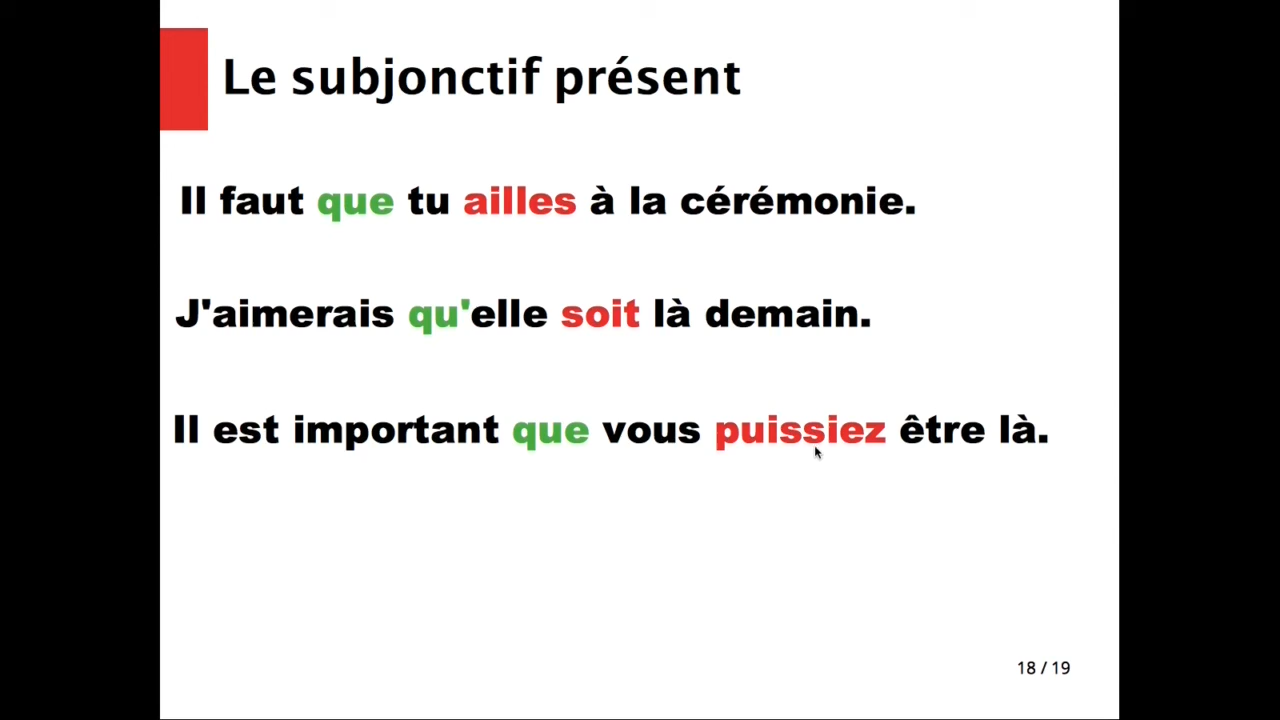 Le subjonctif présent
Il faut que tu ailles à la cérémonie.
J'aimerais qu'elle soit là demain.
Il est important que vous puissiez être là.
18 / 19